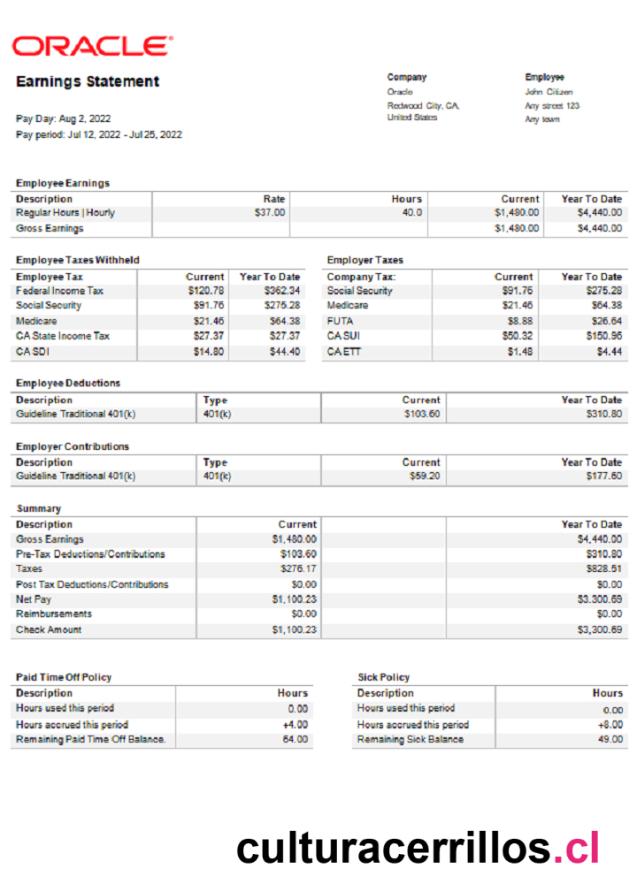 ORACLE
Earnings Statement
Company
Oracle
Redwood City, CA,
United States
Employee
John Citizen
Any street 123
Any town
Pay Day: Aug 2, 2022
Pay period: Jul 12, 2022 - Jul 25, 2022
Employee Earnings
Description Rate Hours Current Year To Date
Regular Hours | Hourly $37.00 40.0 $1,480.00 $4,440.00
Gross Earnings $1,480.00 $4,440.00
Employee Taxes Withheld
Employee Tax Current Year To Date
Federal Income Tax $120.78 $362.34
Social Security $91.76 $275.28
Medicare $21.46 $64.38
CA State Income Tax $27.37 $27.37
CA SDI $14.80 $44.40
Employer Taxes
Company Tax: Current Year To Date
Social Security $91.76 $275.28
Medicare $21.46 $64.38
FUTA $8.88 $26.64
CA SUI $50.32 $150.96
CA ETT $1.48 $4.44
Employee Deductions
Description Type Current Year To Date
Guideline Traditional 401(k) 401(k) $103.60 $310.80
Employer Contributions
Description Type Current Year To Date
Guideline Traditional 401(k) 401(k) $59.20 $177.60
Summary
Description Current Year To Date
Gross Earnings $1,480.00 $4,440.00
Pre-Tax Deductions/Contributions $103.60 $310.80
Taxes $276.17 $828.51
Post Tax Deductions/Contributions $0.00 $0.00
Net Pay $1,100.23 $3.300.69
Reimbursements $0.00 $0.00
Check Amount $1,100.23 $3,300.69
Paid Time Off Policy
Description Hours
Hours used this period 0.00
Hours accrued this period +4.00
Remaining Paid Time Off Balance. 64.00
Sick Policy
Description Hours
Hours used this period 0.00
Hours accrued this period +8.00
Remaining Sick Balance 49.00
culturacerrillos.cl